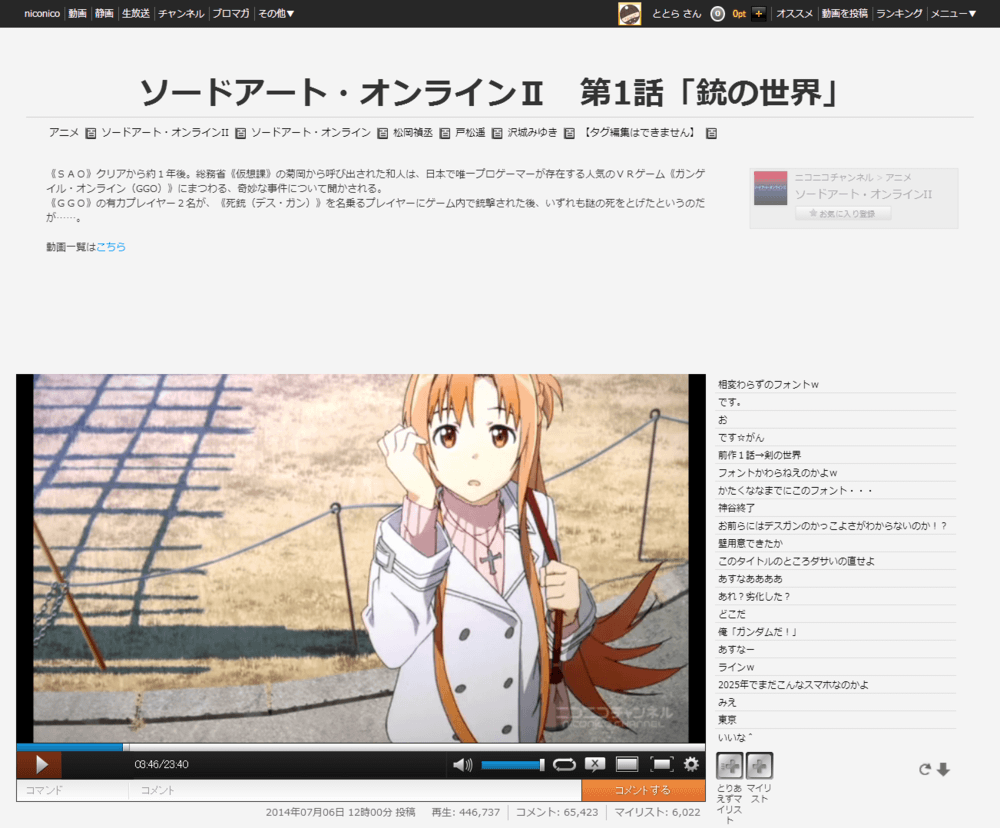 niconico 動画 静画 生放送 チャンネル ブロマガ その他▼ ととら さん 0 0pt + オススメ 動画を投稿 ランキング メニュー▼
ソードアート・オンラインⅡ　第1話「銃の世界」
アニメ ソードアート・オンラインII ソードアート・オンライン 松岡禎丞 戸松遥 沢城みゆき 【タグ編集はできません】
《ＳＡＯ》クリアから約１年後。総務省《仮想課》の菊岡から呼び出された和人は、日本で唯一プロゲーマーが存在する人気のＶＲゲーム《ガンゲ
イル・オンライン（GGO）》にまつわる、奇妙な事件について聞かされる。
《ＧＧＯ》の有力プレイヤー２名が、《死銃（デス・ガン）》を名乗るプレイヤーにゲーム内で銃撃された後、いずれも謎の死をとげたというのだ
が……。
動画一覧はこちら
ニコニコチャンネル > アニメ
ソードアート・オンラインII
★お気に入り登録
相変わらずのフォントｗ
です。
お
です☆がん
前作１話→剣の世界
フォントかわらねえのかよｗ
かたくななまでにこのフォント・・・
神谷終了
お前らにはデスガンのかっこよさがわからないのか！？
壁用意できたか
このタイトルのところダサいの直せよ
あすなああああ
あれ？劣化した？
どこだ
俺「ガンダムだ！」
あすなー
ラインｗ
2025年でまだこんなスマホなのかよ
みえ
東京
いいな＾
ニコニコチャンネル
NICONICO CHANNEL
03:46/23:40
コマンド コメント コメントする
とりあ
えずマ
イリス
ト
マイリ
スト
2014年07月06日 12時00分 投稿 再生: 446,737 コメント: 65,423 マイリスト: 6,022